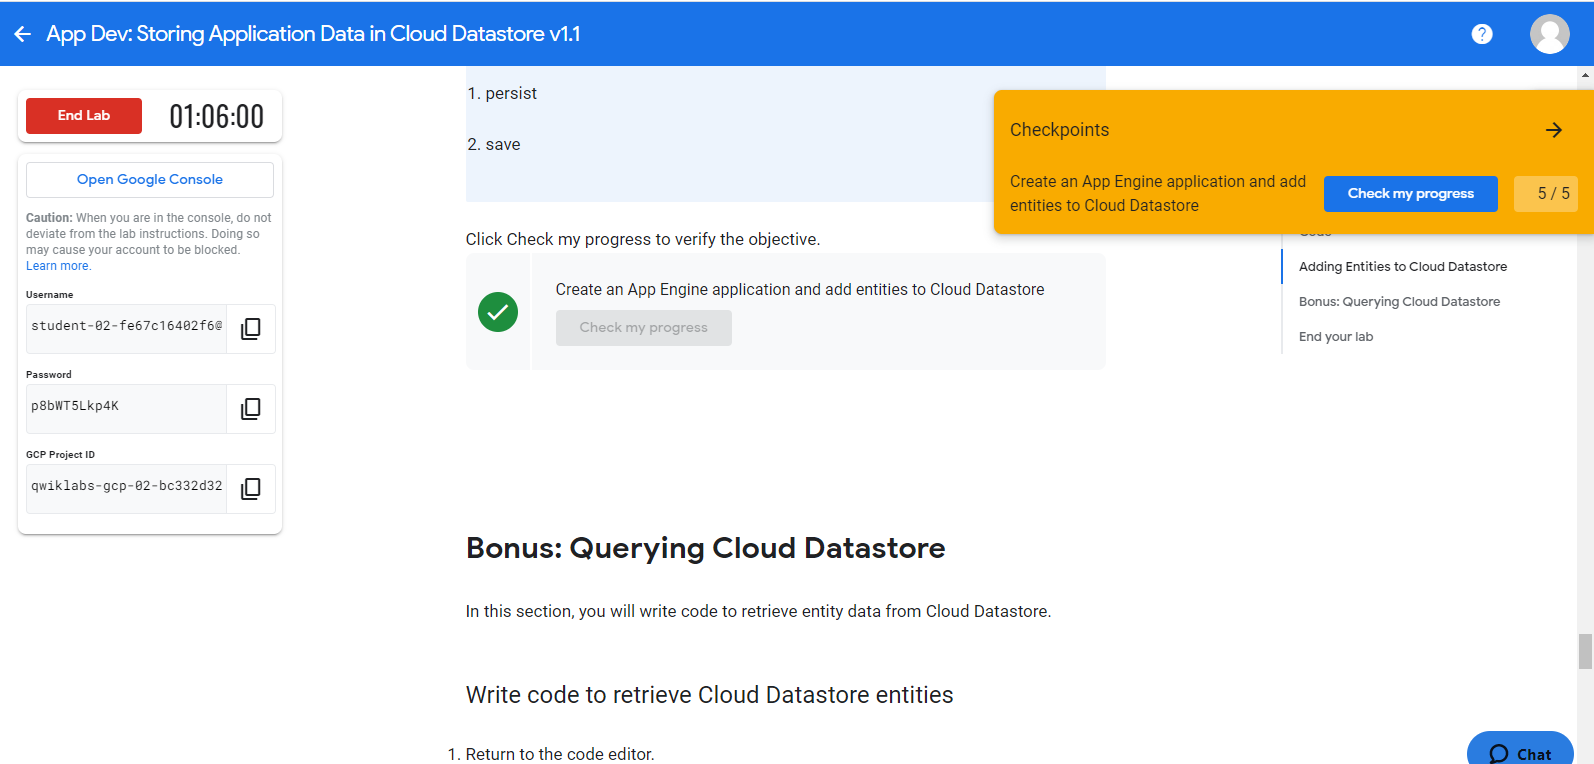 App Dev: Storing Application Data in Cloud Datastore v1.1
End Lab
01:06:00
Open Google Console
Caution: When you are in the console, do not
deviate from the lab instructions. Doing so
may cause your account to be blocked.
Learn more.
Username
student-02-fe67c16402f6@
Password
p8bWT5Lkp4K
GCP Project ID
qwiklabs-gcp-02-bc332d32
1. persist
2. save
Click Check my progress to verify the objective.
Create an App Engine application and add entities to Cloud Datastore
Check my progress
Bonus: Querying Cloud Datastore
In this section, you will write code to retrieve entity data from Cloud Datastore.
Write code to retrieve Cloud Datastore entities
1. Return to the code editor.
Checkpoints
Create an App Engine application and add
entities to Cloud Datastore
Check my progress
5 / 5
Adding Entities to Cloud Datastore
Bonus: Querying Cloud Datastore
End your lab
Chat